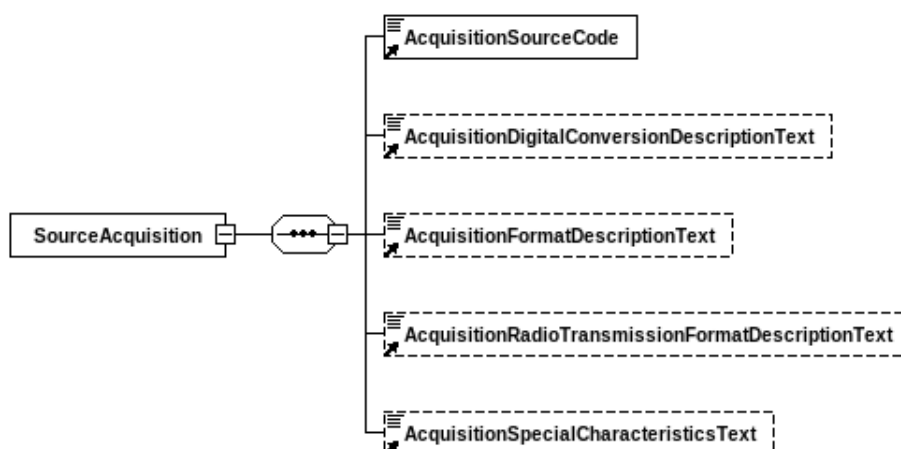 AcquisitionSourceCode
AcquisitionDigitalConversionDescriptionText
SourceAcquisition
AcquisitionFormatDescriptionText
AcquisitionRadioTransmissionFormatDescriptionText
AcquisitionSpecialCharacteristicsText